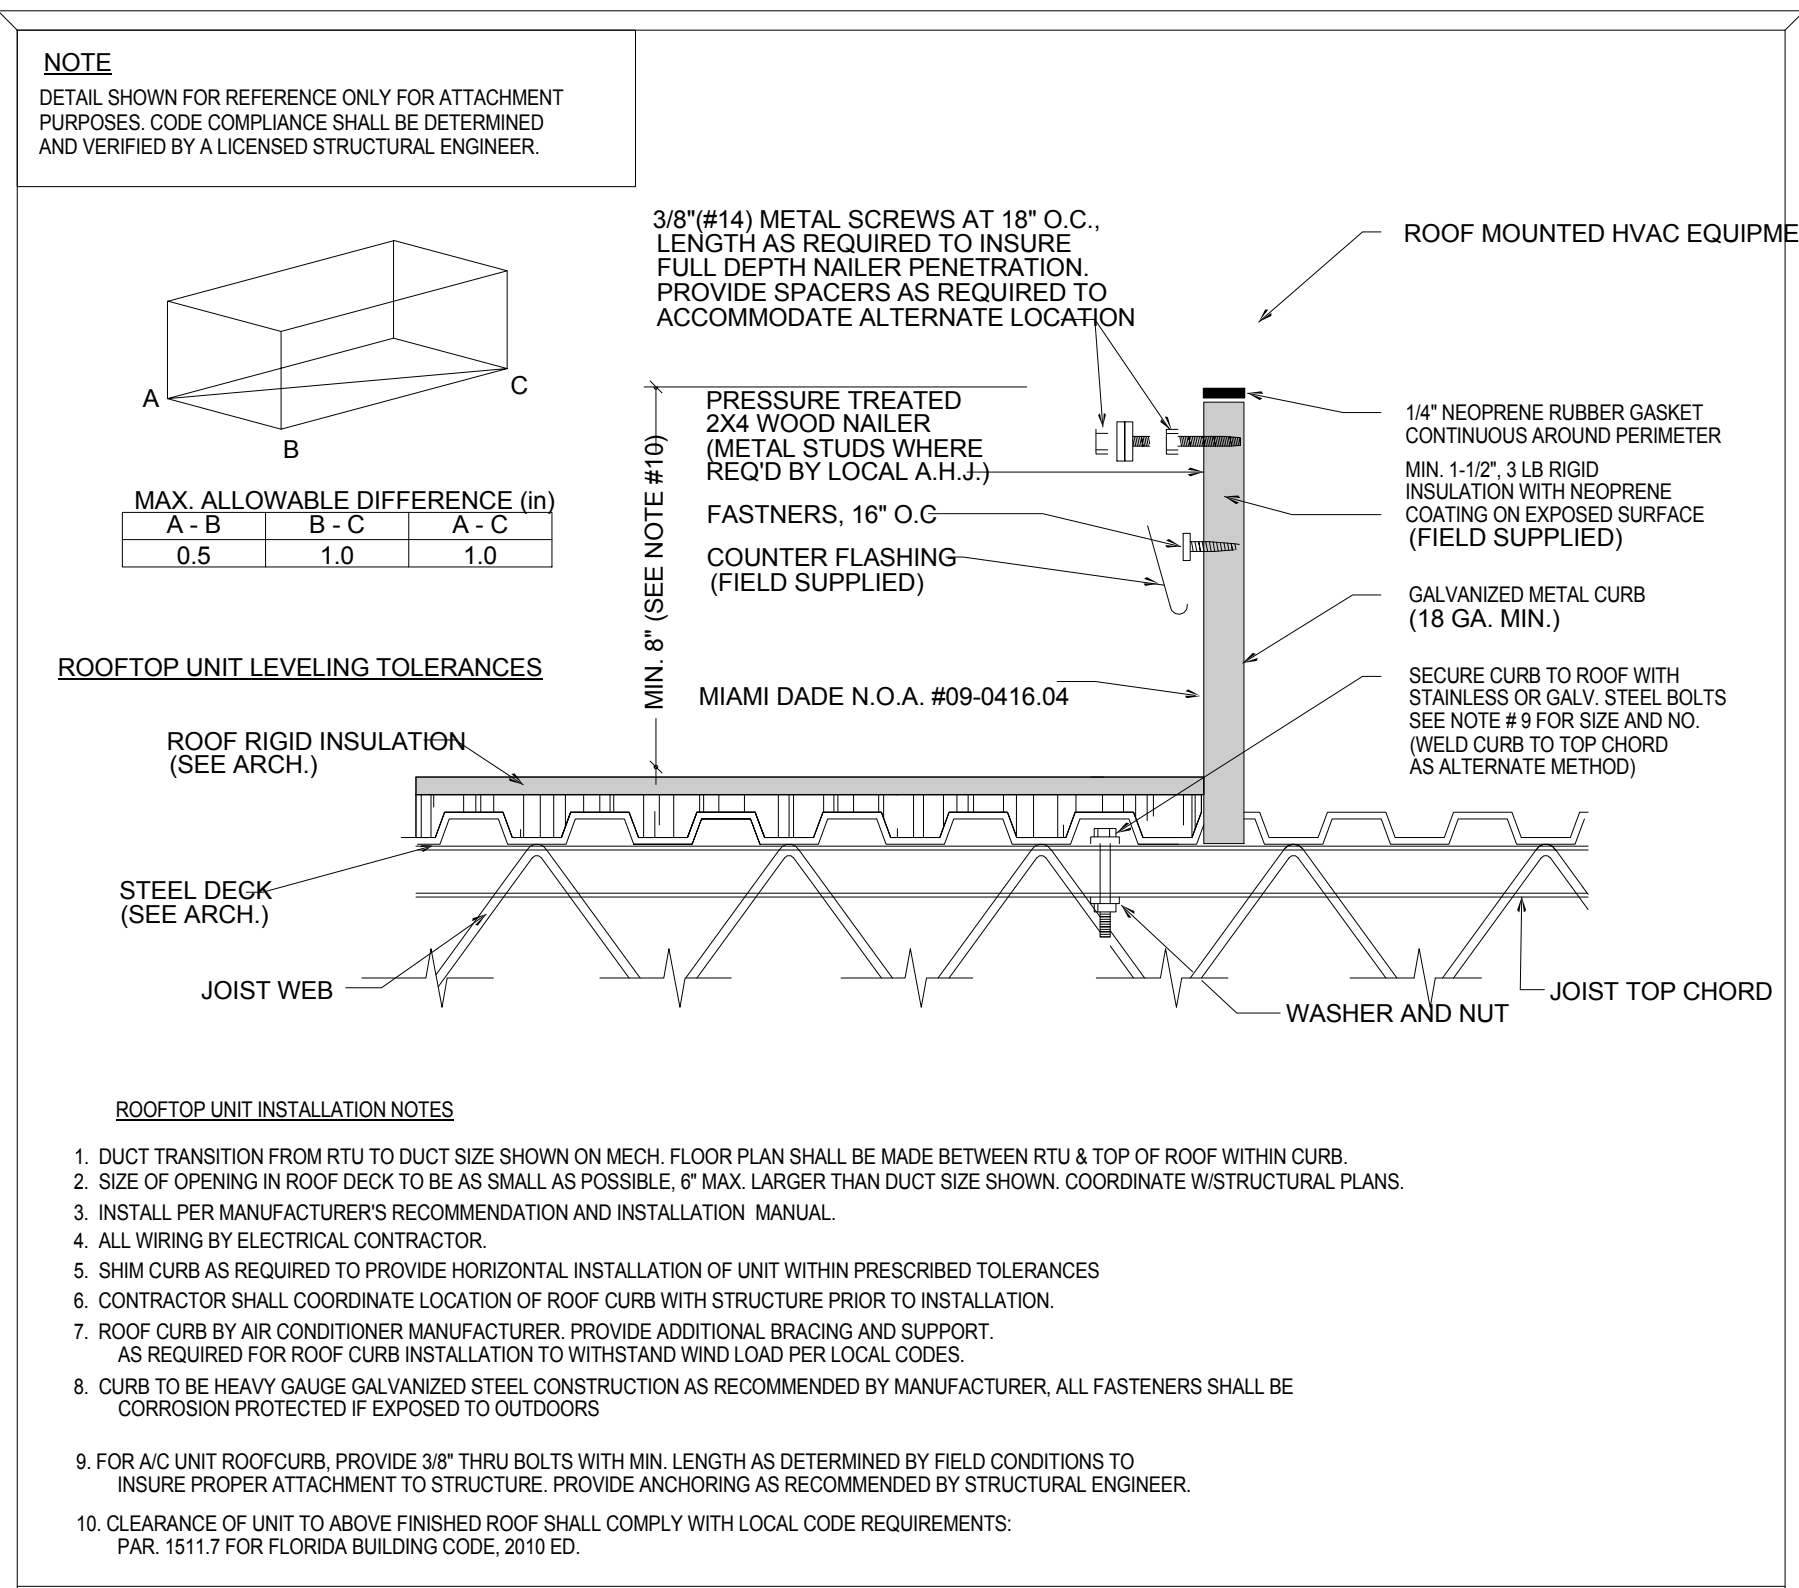 NOTE
DETAIL SHOWN FOR REFERENCE ONLY FOR ATTACHMENT
PURPOSES. CODE COMPLIANCE SHALL BE DETERMINED
AND VERIFIED BY A LICENSED STRUCTURAL ENGINEER.
A
B
C
MAX. ALLOWABLE DIFFERENCE (in)
A - B B - C A - C
0.5 1.0 1.0
ROOFTOP UNIT LEVELING TOLERANCES
3/8"(#14) METAL SCREWS AT 18" O.C.,
LENGTH AS REQUIRED TO INSURE
FULL DEPTH NAILER PENETRATION.
PROVIDE SPACERS AS REQUIRED TO
ACCOMMODATE ALTERNATE LOCATION
ROOF MOUNTED HVAC EQUIPME
MIN. 8" (SEE NOTE #10)
PRESSURE TREATED
2X4 WOOD NAILER
(METAL STUDS WHERE
REQ'D BY LOCAL A.H.J.)
FASTNERS, 16" O.C
COUNTER FLASHING
(FIELD SUPPLIED)
MIAMI DADE N.O.A. #09-0416.04
1/4" NEOPRENE RUBBER GASKET
CONTINUOUS AROUND PERIMETER
MIN. 1-1/2", 3 LB RIGID
INSULATION WITH NEOPRENE
COATING ON EXPOSED SURFACE
(FIELD SUPPLIED)
GALVANIZED METAL CURB
(18 GA. MIN.)
SECURE CURB TO ROOF WITH
STAINLESS OR GALV. STEEL BOLTS
SEE NOTE # 9 FOR SIZE AND NO.
(WELD CURB TO TOP CHORD
AS ALTERNATE METHOD)
ROOF RIGID INSULATION
(SEE ARCH.)
STEEL DECK
(SEE ARCH.)
JOIST WEB
WASHER AND NUT
JOIST TOP CHORD
ROOFTOP UNIT INSTALLATION NOTES
1. DUCT TRANSITION FROM RTU TO DUCT SIZE SHOWN ON MECH. FLOOR PLAN SHALL BE MADE BETWEEN RTU & TOP OF ROOF WITHIN CURB.
2. SIZE OF OPENING IN ROOF DECK TO BE AS SMALL AS POSSIBLE, 6" MAX. LARGER THAN DUCT SIZE SHOWN. COORDINATE W/STRUCTURAL PLANS.
3. INSTALL PER MANUFACTURER'S RECOMMENDATION AND INSTALLATION MANUAL.
4. ALL WIRING BY ELECTRICAL CONTRACTOR.
5. SHIM CURB AS REQUIRED TO PROVIDE HORIZONTAL INSTALLATION OF UNIT WITHIN PRESCRIBED TOLERANCES
6. CONTRACTOR SHALL COORDINATE LOCATION OF ROOF CURB WITH STRUCTURE PRIOR TO INSTALLATION.
7. ROOF CURB BY AIR CONDITIONER MANUFACTURER. PROVIDE ADDITIONAL BRACING AND SUPPORT.
AS REQUIRED FOR ROOF CURB INSTALLATION TO WITHSTAND WIND LOAD PER LOCAL CODES.
8. CURB TO BE HEAVY GAUGE GALVANIZED STEEL CONSTRUCTION AS RECOMMENDED BY MANUFACTURER, ALL FASTENERS SHALL BE
CORROSION PROTECTED IF EXPOSED TO OUTDOORS
9. FOR A/C UNIT ROOFCURB, PROVIDE 3/8" THRU BOLTS WITH MIN. LENGTH AS DETERMINED BY FIELD CONDITIONS TO
INSURE PROPER ATTACHMENT TO STRUCTURE. PROVIDE ANCHORING AS RECOMMENDED BY STRUCTURAL ENGINEER.
10. CLEARANCE OF UNIT TO ABOVE FINISHED ROOF SHALL COMPLY WITH LOCAL CODE REQUIREMENTS:
PAR. 1511.7 FOR FLORIDA BUILDING CODE, 2010 ED.